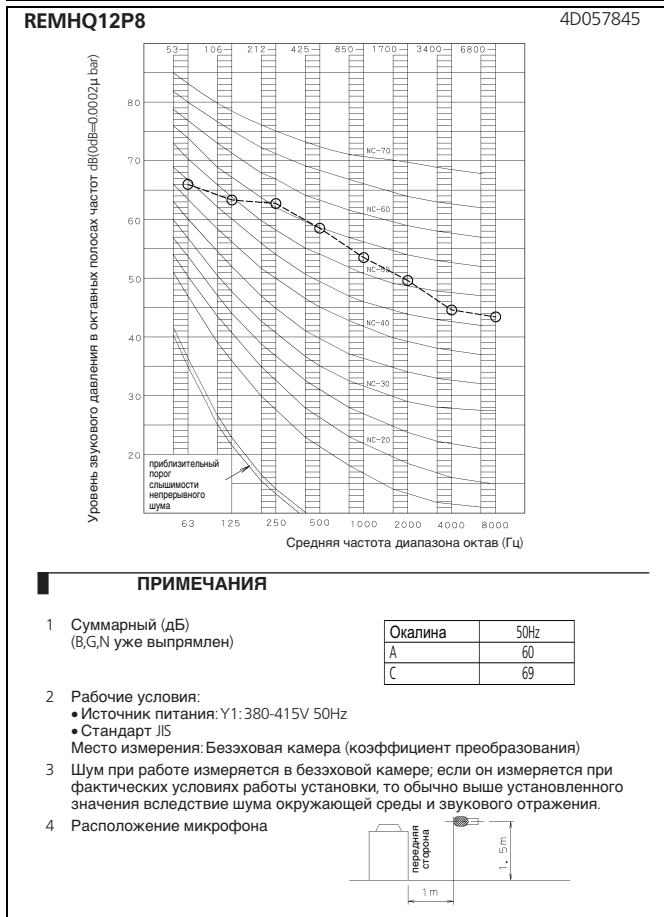 REMHQ12P8
4D057845
53 106 212 425 850 1700 3400 6800
Уровень звукового давления в октавных полосах частот dB(0dB=0.0002µ bar)
80
70
60
50
40
30
20
NC-70
NC-60
NC-50
NC-40
NC-30
NC-20
приблизительный
порог
слышимости
непрерывного
шума
63 125 250 500 1000 2000 4000 8000
Средняя частота диапазона октав (Гц)
ПРИМЕЧАНИЯ
1 Суммарный (дБ)
(B,G,N уже выпрямлен)
Окалина 50Hz
A 60
C 69
2 Рабочие условия:
• Источник питания: Y1: 380-415V 50Hz
• Стандарт JIS
Место измерения: Безэховая камера (коэффициент преобразования)
3 Шум при работе измеряется в безэховой камере; если он измеряется при
фактических условиях работы установки, то обычно выше установленного
значения вследствие шума окружающей среды и звукового отражения.
4 Расположение микрофона
передняя
сторона
1.5m
1m